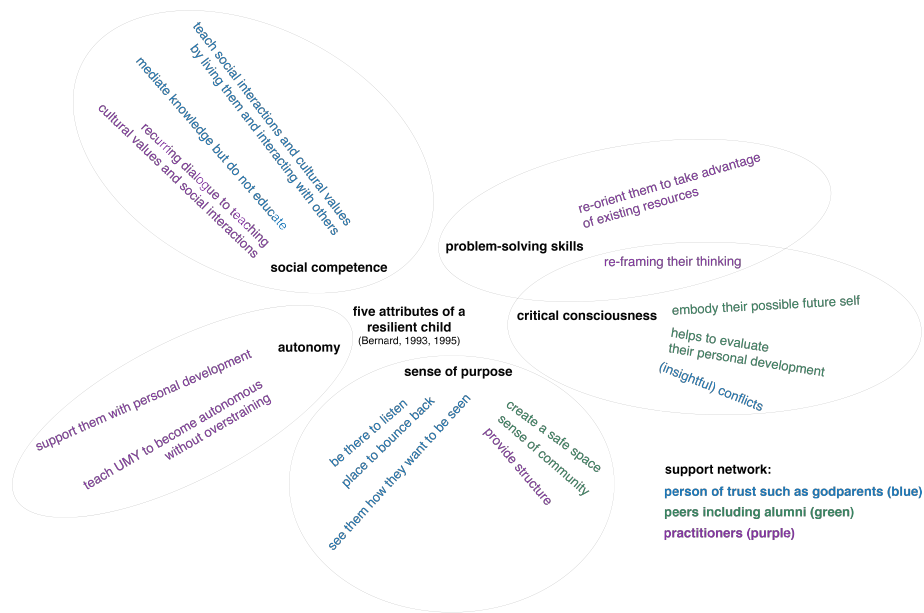 teach social interactions and cultural values
by living them and interacting with others
mediate knowledge but do not educate
recurring dialogue to teaching
cultural values and social interactions
social competence
re-orient them to take advantage
of existing resources
problem-solving skills
re-framing their thinking
critical consciousness
embody their possible future self
helps to evaluate
their personal development
(insightful) conflicts
five attributes of a
resilient child
(Bernard, 1993, 1995)
autonomy
support them with personal development
teach UMY to become autonomous
without overstraining
sense of purpose
be there to listen
place to bounce back
see them how they want to be seen
create a safe space
sense of community
provide structure
support network:
person of trust such as godparents (blue)
peers including alumni (green)
practitioners (purple)